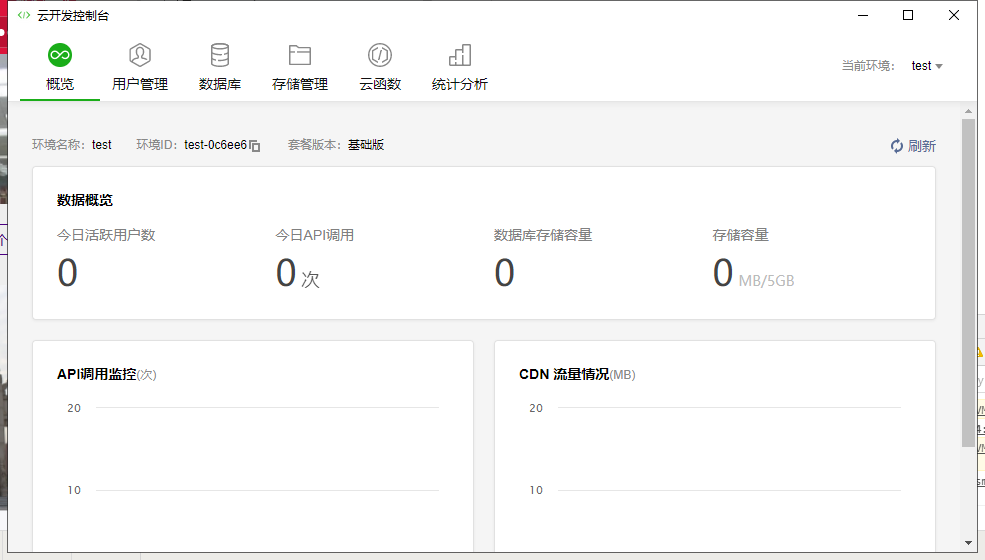 云开发控制台
概览 用户管理 数据库 存储管理 云函数 统计分析 当前环境： test
环境名称： test 环境ID： test-0c6ee6 套餐版本： 基础版 刷新
数据概览
今日活跃用户数 今日API调用 数据库存储容量 存储容量
0 0 次 0 0 MB/5GB
API调用监控(次) CDN 流量情况(MB)
20 20
10 10